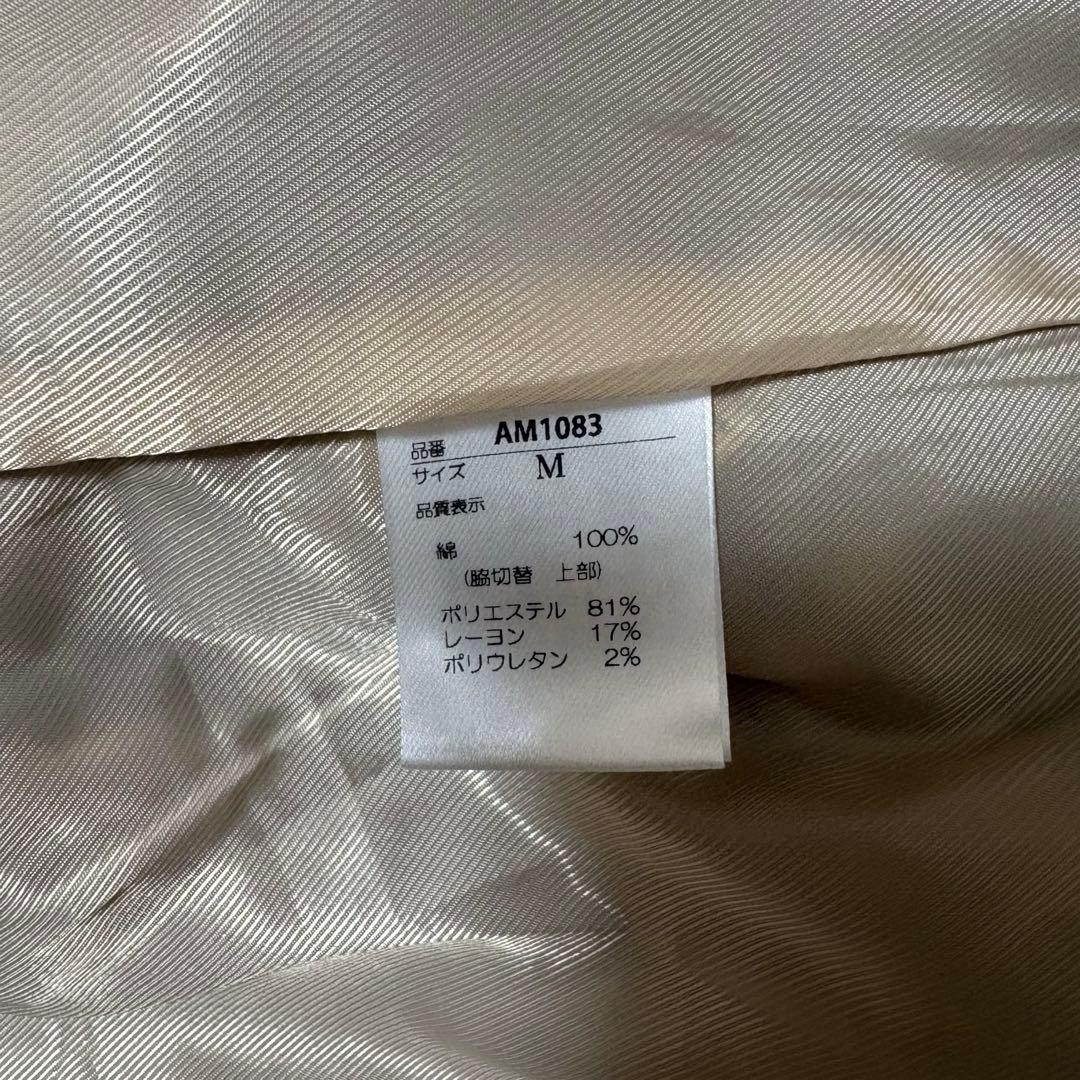 品番 AM1083
サイズ M
品質表示
綿 100%
(脇切替 上部)
ポリエステル 81%
レーヨン 17%
ポリウレタン 2%